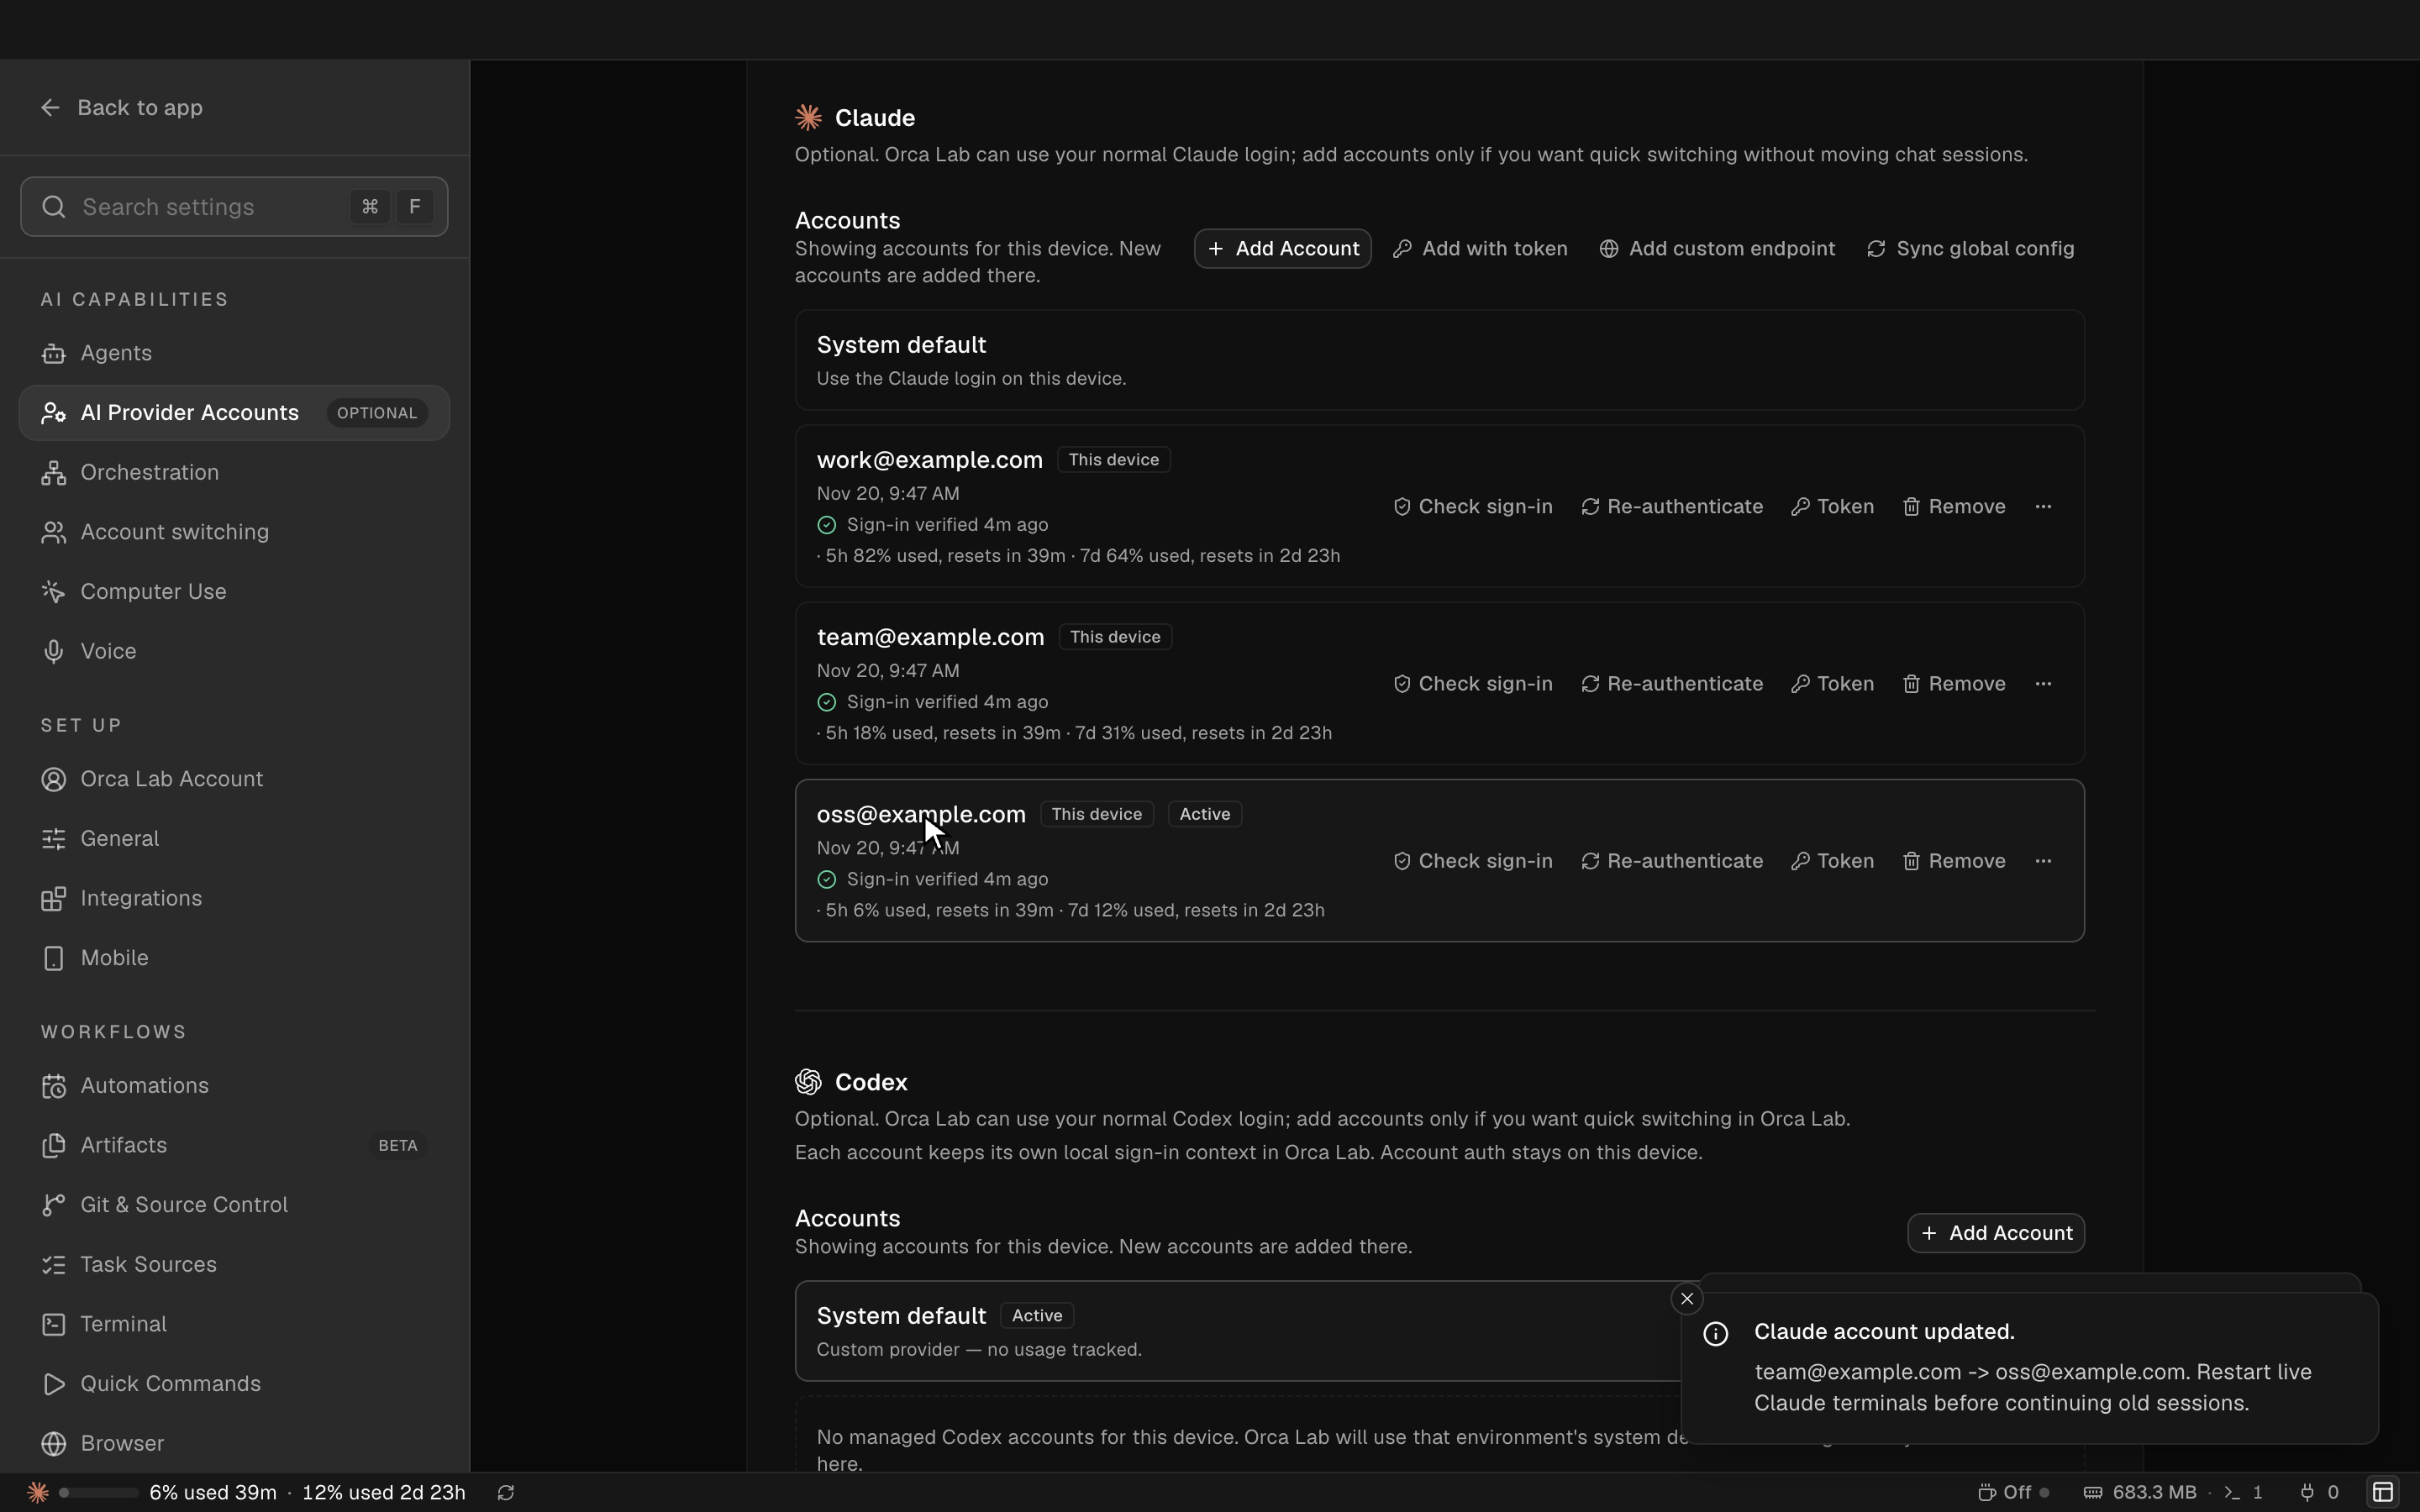 Back to app
Search settings ⌘ F
AI CAPABILITIES
Agents
AI Provider Accounts OPTIONAL
Orchestration
Account switching
Computer Use
Voice
SET UP
Orca Lab Account
General
Integrations
Mobile
WORKFLOWS
Automations
Artifacts BETA
Git & Source Control
Task Sources
Terminal
Quick Commands
Browser
Claude
Optional. Orca Lab can use your normal Claude login; add accounts only if you want quick switching without moving chat sessions.
Accounts
Showing accounts for this device. New
accounts are added there.
Add Account Add with token Add custom endpoint Sync global config
System default
Use the Claude login on this device.
work@example.com This device
Nov 20, 9:47 AM
Sign-in verified 4m ago
· 5h 82% used, resets in 39m · 7d 64% used, resets in 2d 23h
Check sign-in Re-authenticate Token Remove ···
team@example.com This device
Nov 20, 9:47 AM
Sign-in verified 4m ago
· 5h 18% used, resets in 39m · 7d 31% used, resets in 2d 23h
Check sign-in Re-authenticate Token Remove ···
oss@example.com This device Active
Nov 20, 9:47 AM
Sign-in verified 4m ago
· 5h 6% used, resets in 39m · 7d 12% used, resets in 2d 23h
Check sign-in Re-authenticate Token Remove ···
Codex
Optional. Orca Lab can use your normal Codex login; add accounts only if you want quick switching in Orca Lab.
Each account keeps its own local sign-in context in Orca Lab. Account auth stays on this device.
Accounts
Showing accounts for this device. New accounts are added there.
Add Account
System default Active
Custom provider — no usage tracked.
No managed Codex accounts for this device. Orca Lab will use that environment's system
here.
Claude account updated.
team@example.com -> oss@example.com. Restart live
Claude terminals before continuing old sessions.
6% used 39m · 12% used 2d 23h
Off 683.3 MB · 1 0